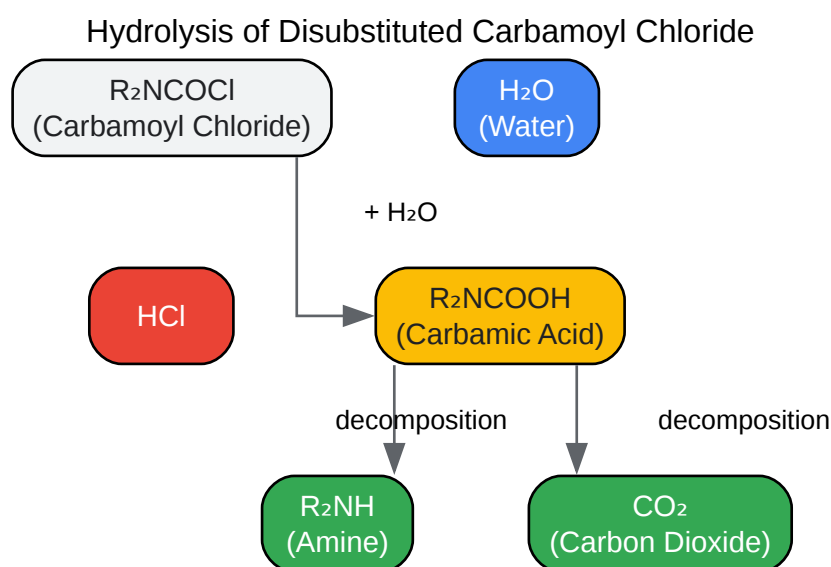 Hydrolysis of Disubstituted Carbamoyl Chloride
R₂NCOCl
(Carbamoyl Chloride)
H₂O
(Water)
+ H₂O
HCl
R₂NCOOH
(Carbamic Acid)
decomposition
decomposition
R₂NH
(Amine)
CO₂
(Carbon Dioxide)